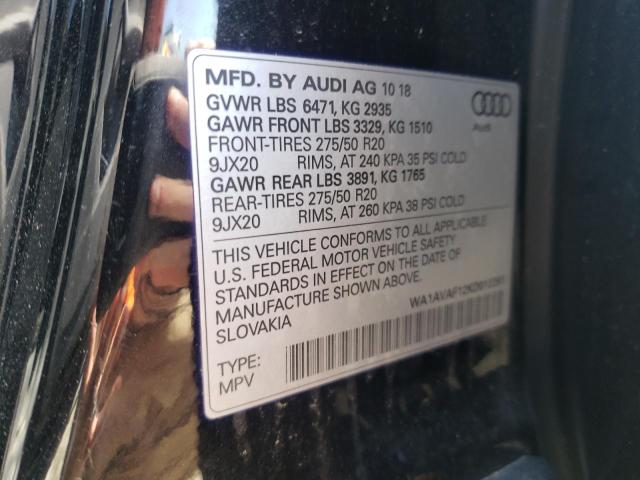 MFD. BY AUDI AG 10 18
GVWR LBS 6471, KG 2935
GAWR FRONT LBS 3329, KG 1510
FRONT-TIRES 275/50 R20
9JX20 RIMS, AT 240 KPA 35 PSI COLD
GAWR REAR LBS 3891, KG 1765
REAR-TIRES 275/50 R20
9JX20 RIMS, AT 260 KPA 38 PSI COLD
Audi
THIS VEHICLE CONFORMS TO ALL APPLICABLE
U.S. FEDERAL MOTOR VEHICLE SAFETY
STANDARDS IN EFFECT ON THE DATE OF
MANUFACTURE SHOWN ABOVE.
SLOVAKIA
TYPE:
MPV